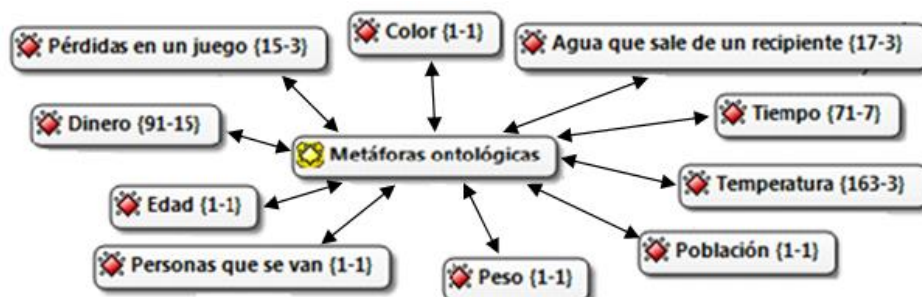 Color {1-1}
Pérdidas en un juego {15-3}
Agua que sale de un recipiente {17-3}
Dinero {91-15}
Tiempo {71-7}
Metáforas ontológicas
Temperatura {163-3}
Edad {1-1}
Población {1-1}
Personas que se van {1-1}
Peso {1-1}